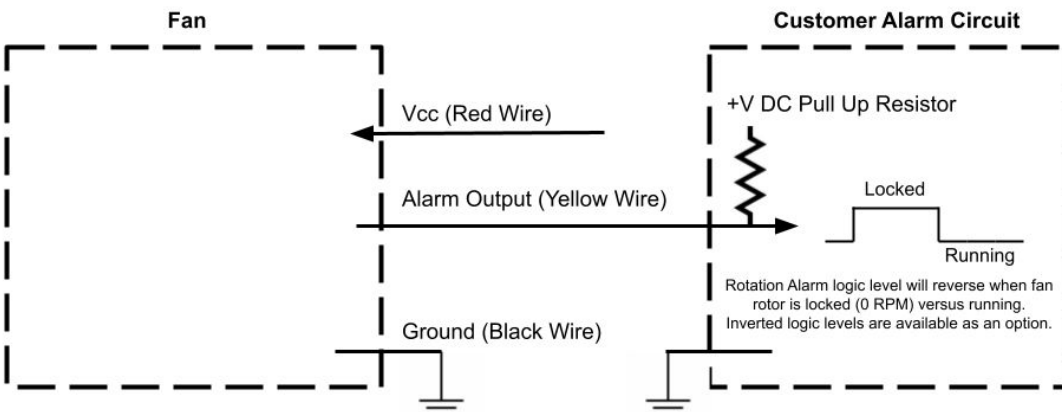 Fan
Customer Alarm Circuit
Vcc (Red Wire)
+V DC Pull Up Resistor
Alarm Output (Yellow Wire)
Locked
Running
Rotation Alarm logic level will reverse when fan
rotor is locked (0 RPM) versus running.
Inverted logic levels are available as an option.
Ground (Black Wire)